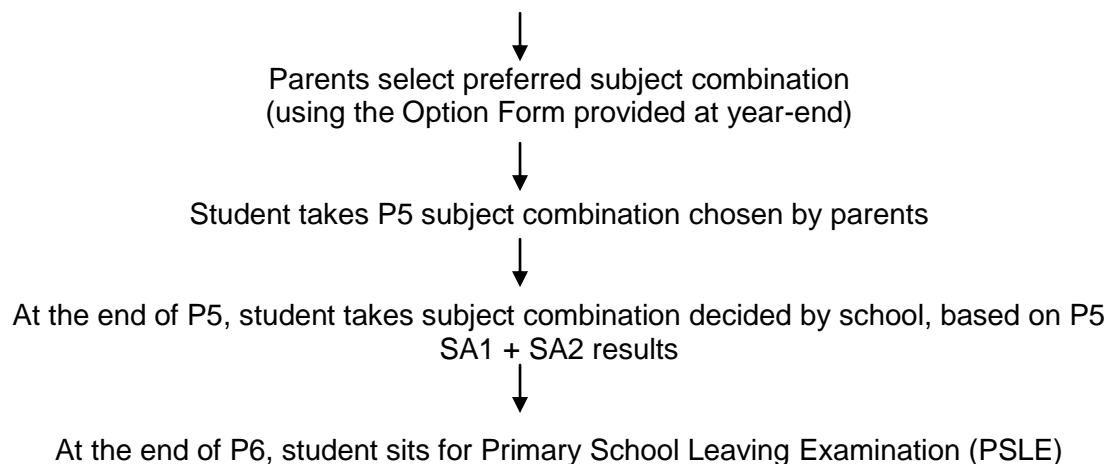 Parents select preferred subject combination
(using the Option Form provided at year-end)
Student takes P5 subject combination chosen by parents
At the end of P5, student takes subject combination decided by school, based on P5
SA1 + SA2 results
At the end of P6, student sits for Primary School Leaving Examination (PSLE)